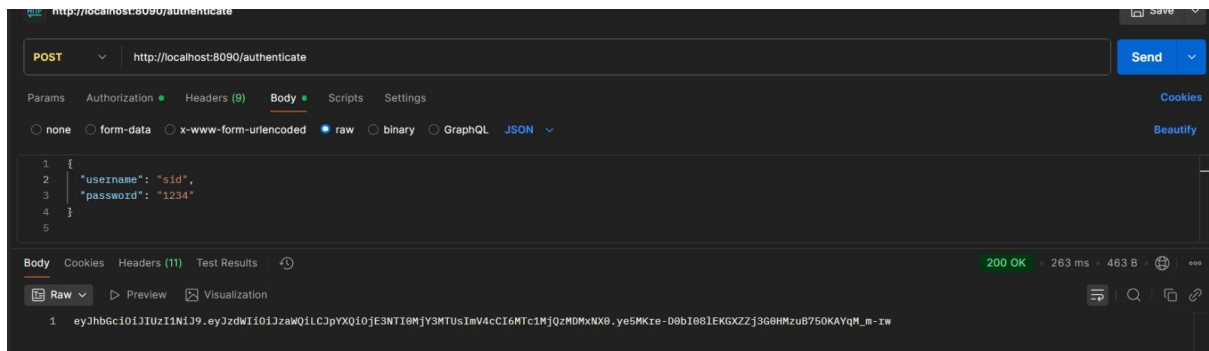 http://localhost:8090/authenticate Save
POST http://localhost:8090/authenticate Send
Params Authorization Headers (9) Body Scripts Settings Cookies
none form-data x-www-form-urlencoded raw binary GraphQL JSON Beautify
1 {
2 "username": "sid",
3 "password": "1234"
4 }
5
Body Cookies Headers (11) Test Results 200 OK 263 ms 463 B
Raw Preview Visualization
1 eyJhbGciOiJIUzI1NiJ9.eyJzdWIiOiJzaWQiLCJpYXQiOjE3NTI0MjY3MTUsImV4cCI6MTc1MjQzMDMxNX0.ye5MKre-D0bI08lEKGXZZj3G0HMzuB75OKAYqM_m-rw